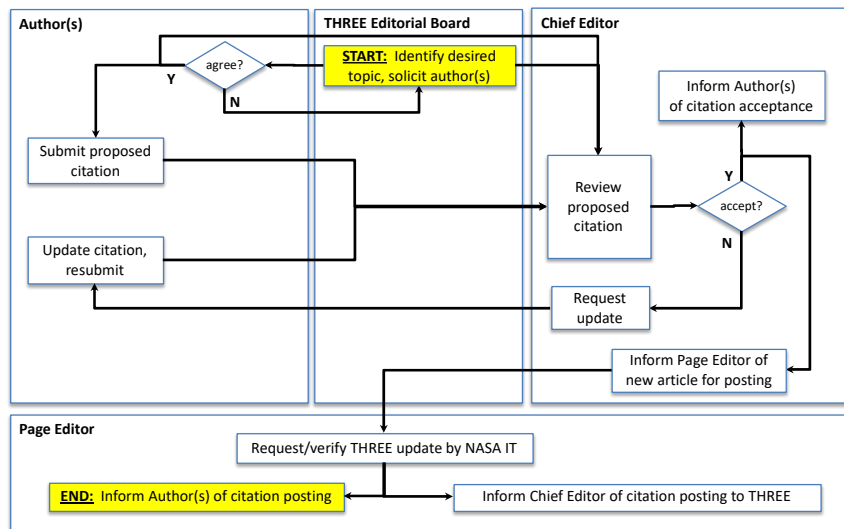 Author(s)
THREE Editorial Board
Chief Editor
START: Identify desired
topic, solicit author(s)
agree?
Y
N
Inform Author(s)
of citation acceptance
Submit proposed
citation
Review
proposed
citation
Y
accept?
N
Update citation,
resubmit
Request
update
Inform Page Editor of
new article for posting
Page Editor
Request/verify THREE update by NASA IT
END: Inform Author(s) of citation posting
Inform Chief Editor of citation posting to THREE